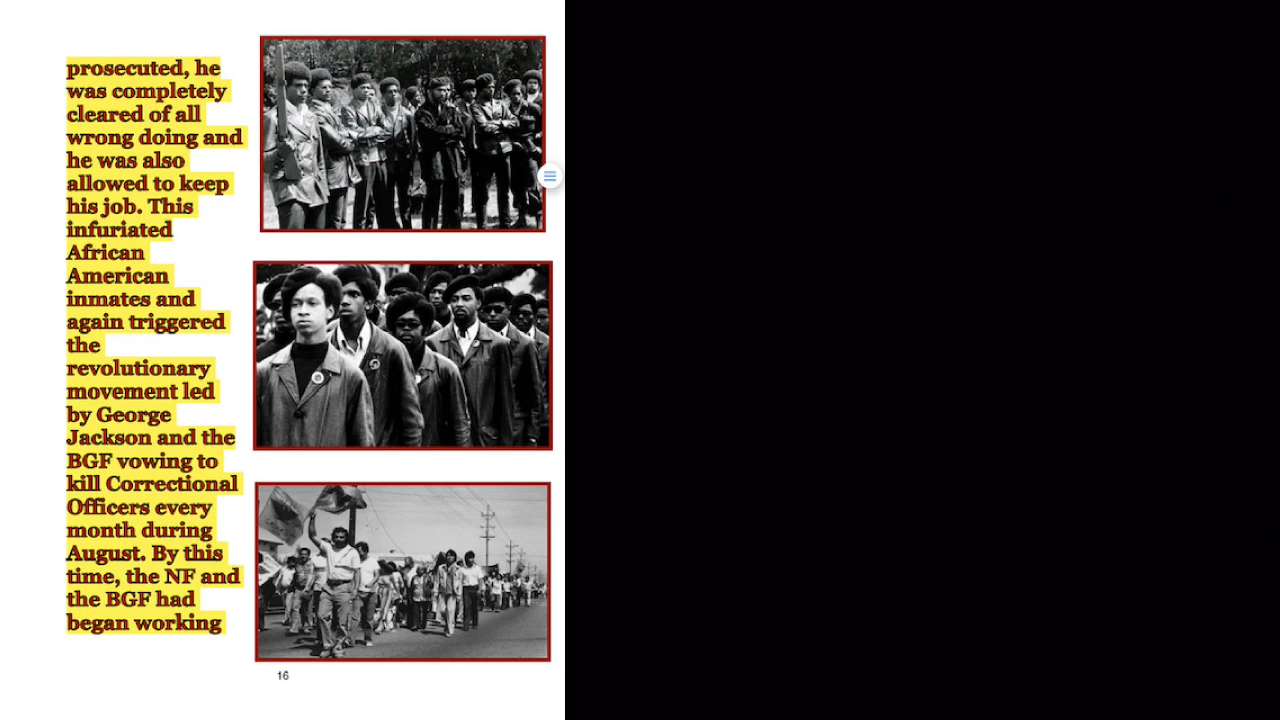 prosecuted, he
was completely
cleared of all
wrong doing and
he was also
allowed to keep
his job. This
infuriated
African
American
inmates and
again triggered
the
revolutionary
movement led
by George
Jackson and the
BGF vowing to
kill Correctional
Officers every
month during
August. By this
time, the NF and
the BGF had
began working
16